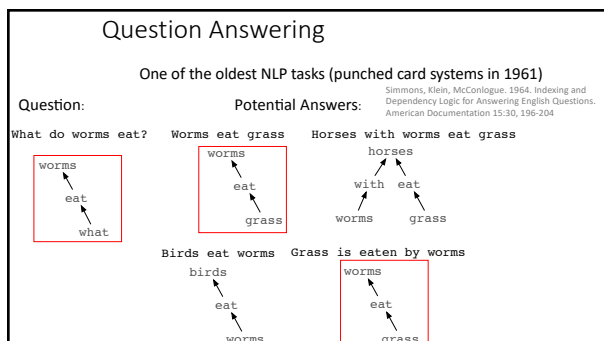 Question Answering
One of the oldest NLP tasks (punched card systems in 1961)
Simmons, Klein, McConlogue. 1964. Indexing and
Dependency Logic for Answering English Questions.
American Documentation 15:30, 196-204
Question:
Potential Answers:
What do worms eat?
worms
eat
what
Worms eat grass
worms
eat
grass
Horses with worms eat grass
horses
with eat
worms grass
Birds eat worms
birds
eat
worms
Grass is eaten by worms
worms
eat
grass